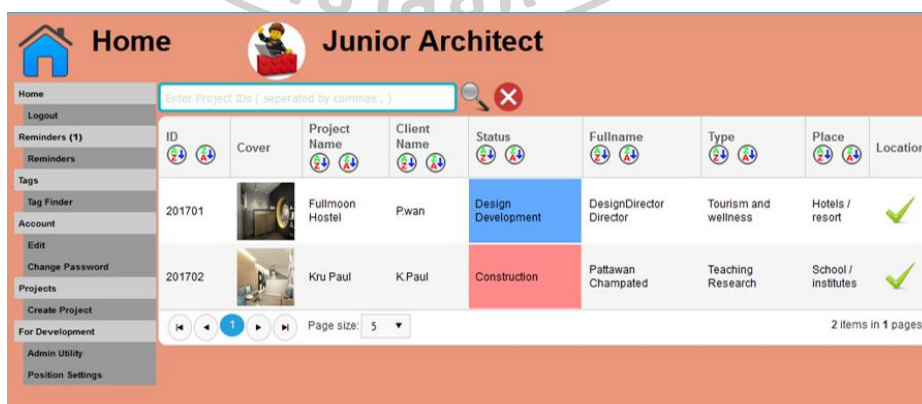 Home
Junior Architect
Home
Logout
Reminders (1)
Reminders
Tags
Tag Finder
Account
Edit
Change Password
Projects
Create Project
For Development
Admin Utility
Position Settings
Enter Project IDs ( seperated by commas , )
ID Cover Project Name Client Name Status Fullname Type Place Location
201701 Fullmoon Hostel P.wan Design Development DesignDirector Director Tourism and wellness Hotels / resort
201702 Kru Paul K.Paul Construction Pattawan Champated Teaching Research School / institutes
1 Page size: 5 2 items in 1 pages